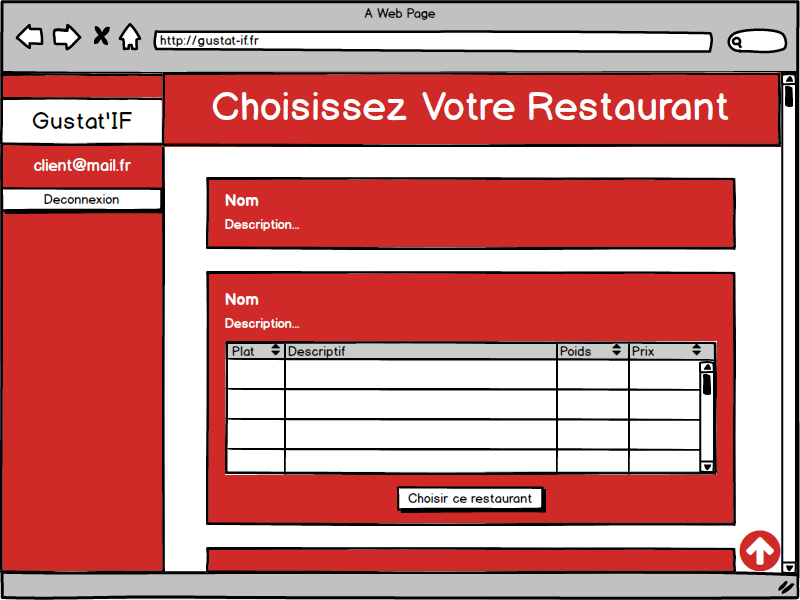 A Web Page
http://gustat-if.fr
Choisissez Votre Restaurant
Gustat'IF
client@mail.fr
Deconnexion
Nom
Description...
Nom
Description...
Plat Descriptif Poids Prix
Choisir ce restaurant